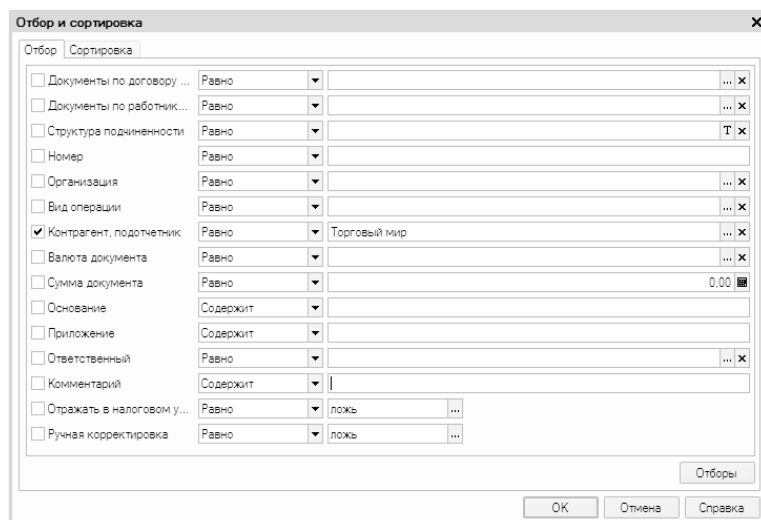 Отбор и сортировка
Отбор Сортировка
Документы по договору ... Равно ...
Документы по работник... Равно ...
Структура подчиненности Равно T
Номер Равно
Организация Равно ...
Вид операции Равно ...
Контрагент, подотчетник Равно Торговый мир ...
Валюта документа Равно ...
Сумма документа Равно 0,00
Основание Содержит
Приложение Содержит
Ответственный Равно ...
Комментарий Содержит
Отражать в налоговом у... Равно ложь ...
Ручная корректировка Равно ложь ...
Отборы
OK Отмена Справка